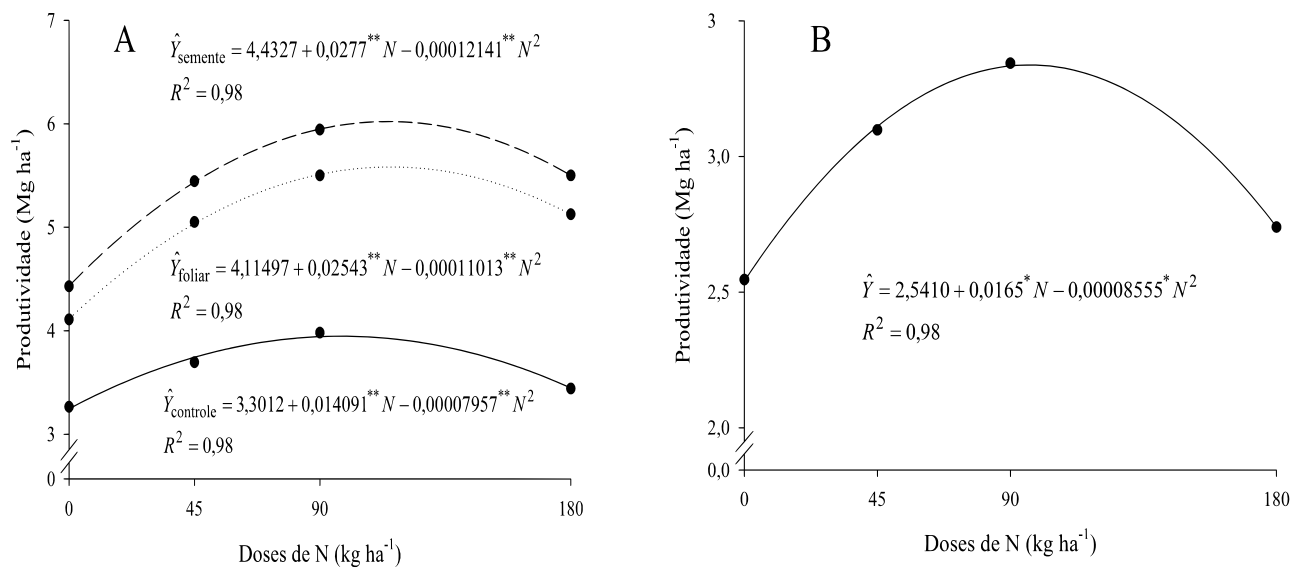 A
Ŷsemente = 4,4327 + 0,0277** N − 0,00012141** N²
R² = 0,98
Ŷfoliar = 4,11497 + 0,02543** N − 0,00011013** N²
R² = 0,98
Ŷcontrole = 3,3012 + 0,014091** N − 0,00007957** N²
R² = 0,98
Produtividade (Mg ha⁻¹)
7
6
5
4
3
0
0 45 90 180
Doses de N (kg ha⁻¹)
B
Ŷ = 2,5410 + 0,0165* N − 0,00008555* N²
R² = 0,98
Produtividade (Mg ha⁻¹)
3
3,0
2,5
2,0
0,0
0 45 90 180
Doses de N (kg ha⁻¹)